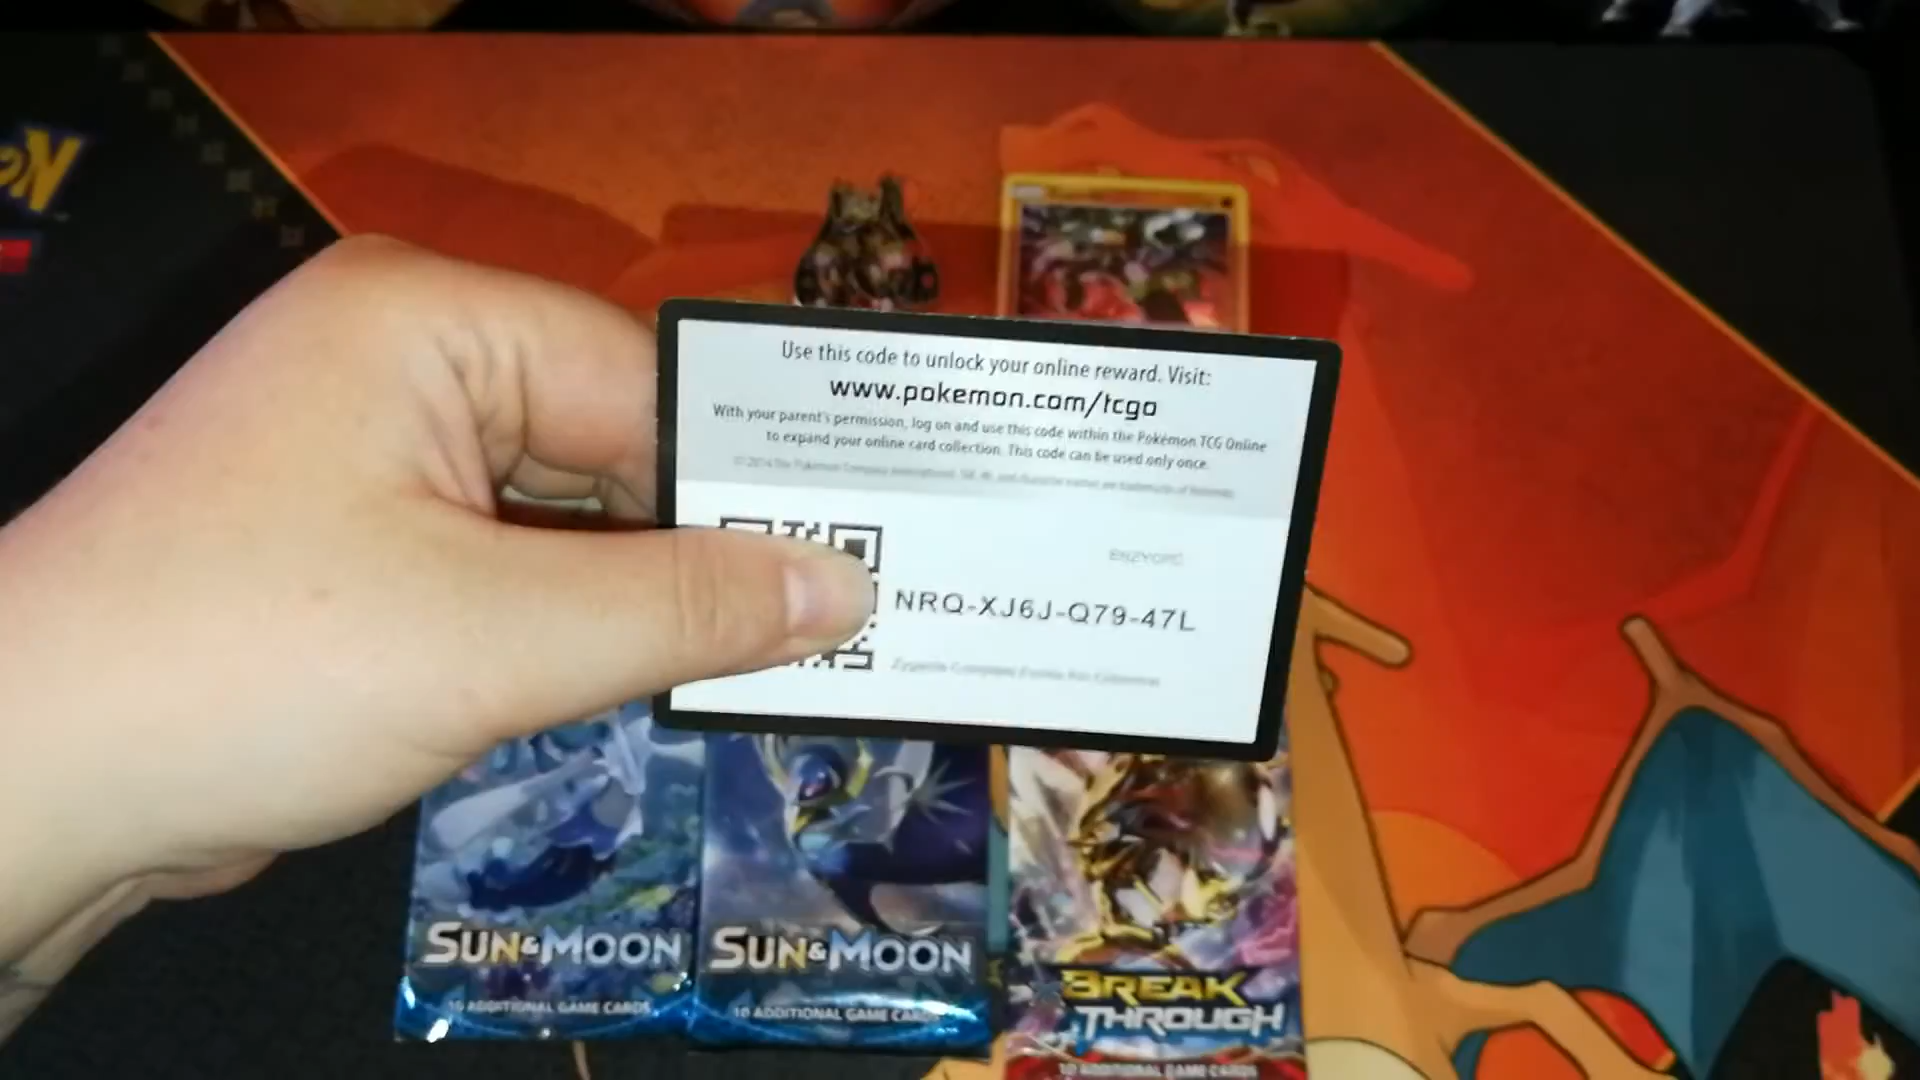 Use this code to unlock your online reward. Visit:
www.pokemon.com/tcgo
With your parent's permission, log on and use this code within the Pokémon TCG Online
to expand your online card collection. This code can be used only once.
NRQ-XJ6J-Q79-47L
SUN & MOON
10 ADDITIONAL GAME CARDS
SUN & MOON
10 ADDITIONAL GAME CARDS
BREAK
THROUGH
10 ADDITIONAL GAME CARDS